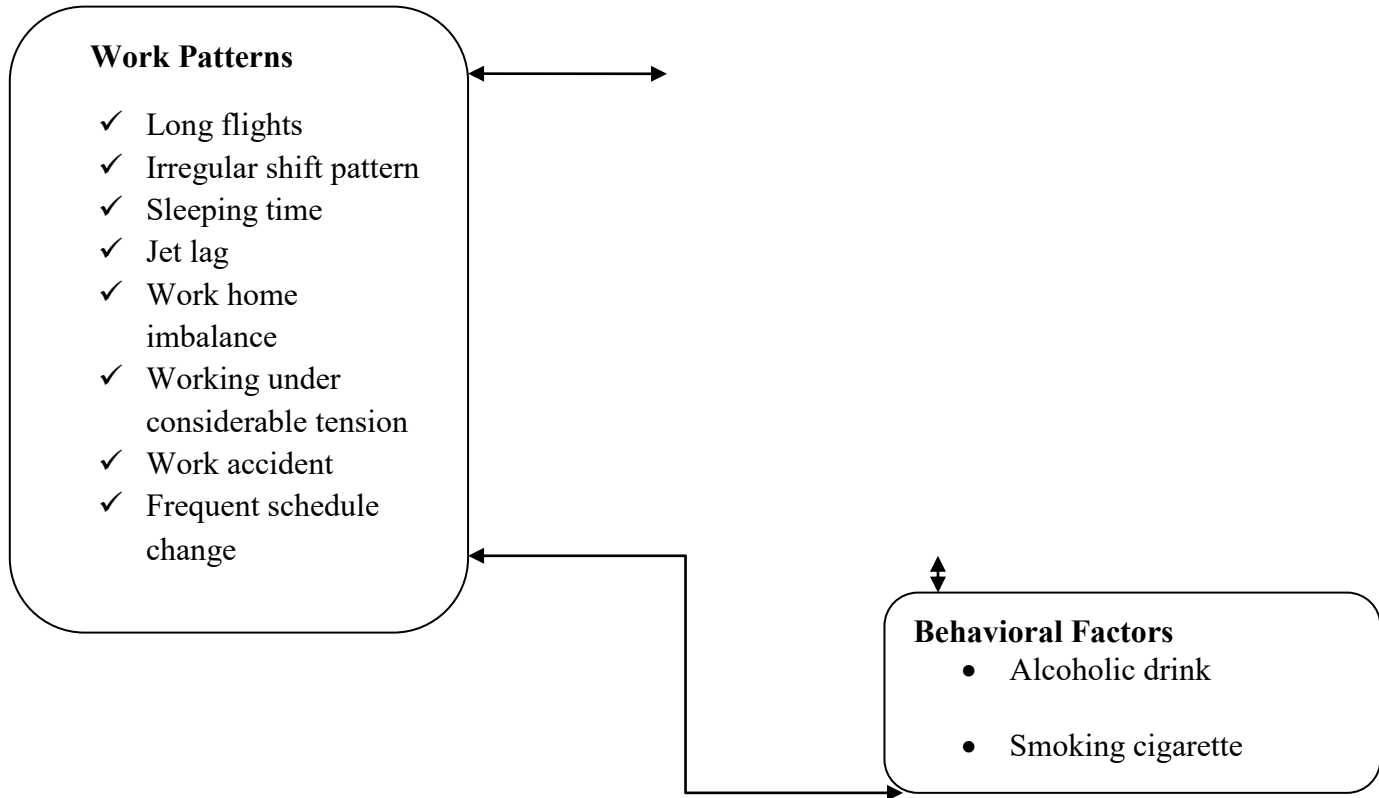 Work Patterns
✓ Long flights
✓ Irregular shift pattern
✓ Sleeping time
✓ Jet lag
✓ Work home
imbalance
✓ Working under
considerable tension
✓ Work accident
✓ Frequent schedule
change
Behavioral Factors
• Alcoholic drink
• Smoking cigarette